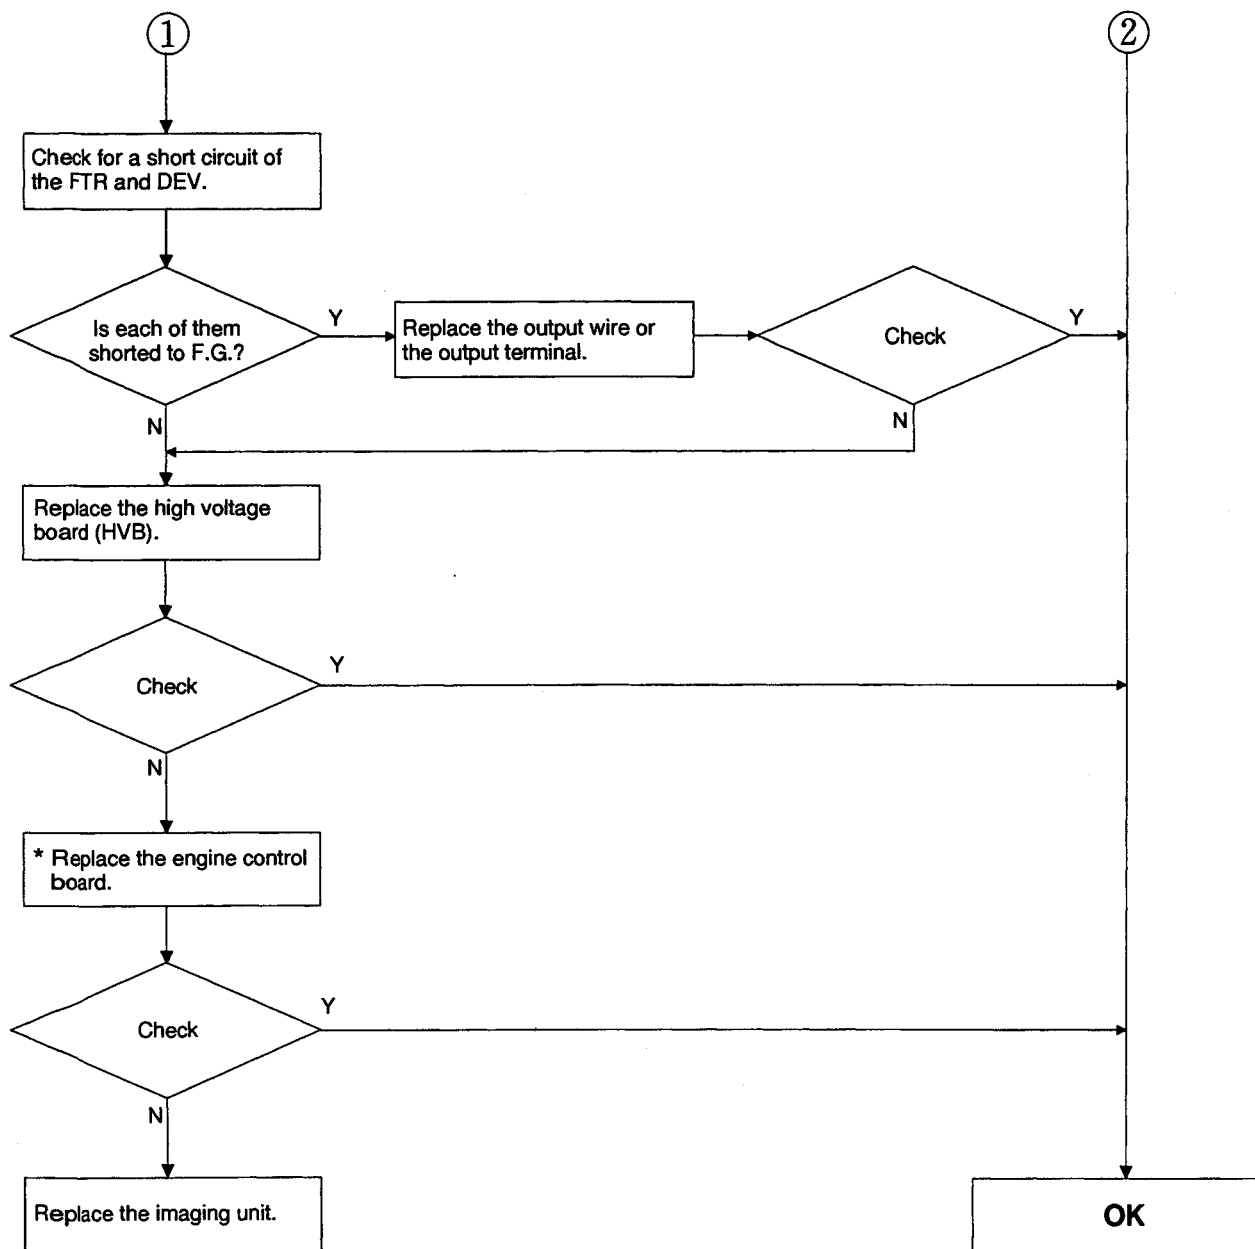 ①
②
Check for a short circuit of
the FTR and DEV.
Is each of them
shorted to F.G.?
Y
N
Replace the output wire or
the output terminal.
Check
Y
N
Replace the high voltage
board (HVB).
Check
Y
N
* Replace the engine control
board.
Check
Y
N
Replace the imaging unit.
OK